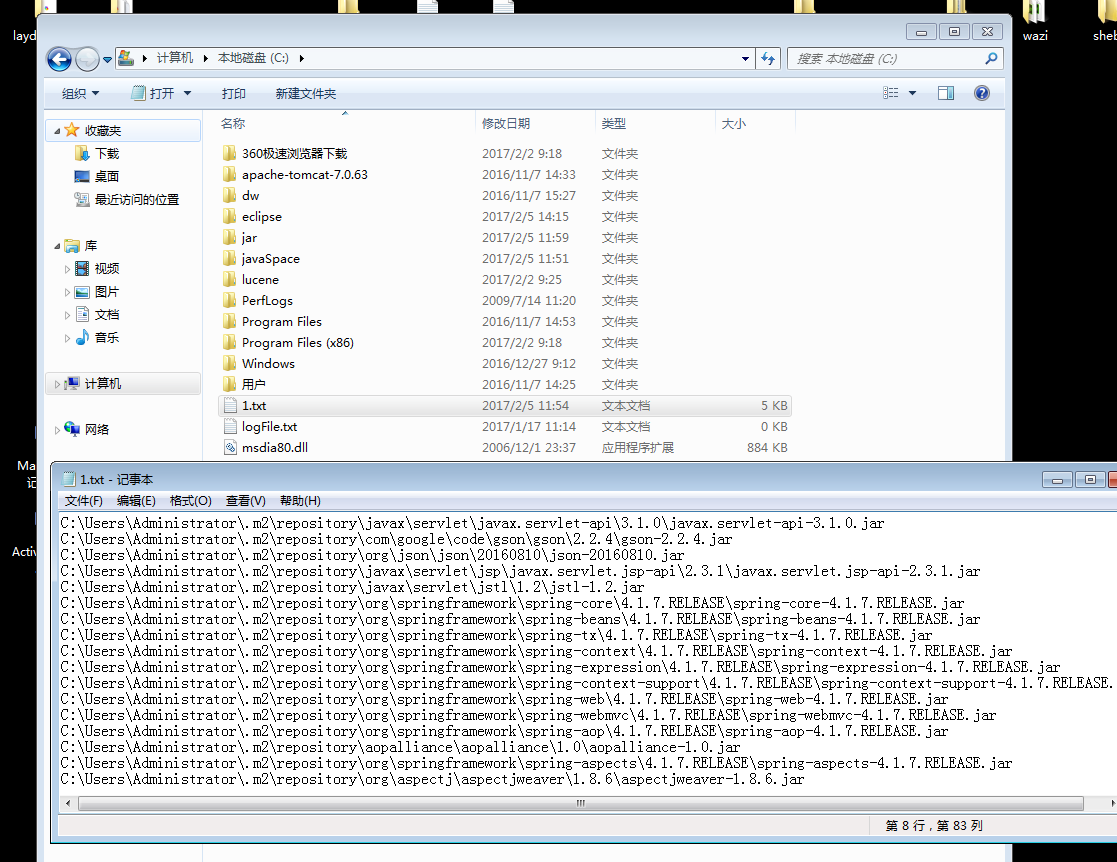 layd
wazi
sheb
计算机 本地磁盘 (C:)
搜索 本地磁盘 (C:)
组织 打开 打印 新建文件夹
名称 修改日期 类型 大小
收藏夹
下载
桌面
最近访问的位置
库
视频
图片
文档
音乐
计算机
网络
360极速浏览器下载 2017/2/2 9:18 文件夹
apache-tomcat-7.0.63 2016/11/7 14:33 文件夹
dw 2016/11/7 15:27 文件夹
eclipse 2017/2/5 14:15 文件夹
jar 2017/2/5 11:59 文件夹
javaSpace 2017/2/5 11:51 文件夹
lucene 2017/2/2 9:25 文件夹
PerfLogs 2009/7/14 11:20 文件夹
Program Files 2016/11/7 14:53 文件夹
Program Files (x86) 2017/2/2 9:18 文件夹
Windows 2016/12/27 9:12 文件夹
用户 2016/11/7 14:25 文件夹
1.txt 2017/2/5 11:54 文本文档 5 KB
logFile.txt 2017/1/17 11:14 文本文档 0 KB
msdia80.dll 2006/12/1 23:37 应用程序扩展 884 KB
Ma
记
Activ
1.txt - 记事本
文件(F) 编辑(E) 格式(O) 查看(V) 帮助(H)
C:\Users\Administrator\.m2\repository\javax\servlet\javax.servlet-api\3.1.0\javax.servlet-api-3.1.0.jar
C:\Users\Administrator\.m2\repository\com\google\code\gson\gson\2.2.4\gson-2.2.4.jar
C:\Users\Administrator\.m2\repository\org\json\json\20160810\json-20160810.jar
C:\Users\Administrator\.m2\repository\javax\servlet\jsp\javax.servlet.jsp-api\2.3.1\javax.servlet.jsp-api-2.3.1.jar
C:\Users\Administrator\.m2\repository\javax\servlet\jstl\1.2\jstl-1.2.jar
C:\Users\Administrator\.m2\repository\org\springframework\spring-core\4.1.7.RELEASE\spring-core-4.1.7.RELEASE.jar
C:\Users\Administrator\.m2\repository\org\springframework\spring-beans\4.1.7.RELEASE\spring-beans-4.1.7.RELEASE.jar
C:\Users\Administrator\.m2\repository\org\springframework\spring-tx\4.1.7.RELEASE\spring-tx-4.1.7.RELEASE.jar
C:\Users\Administrator\.m2\repository\org\springframework\spring-context\4.1.7.RELEASE\spring-context-4.1.7.RELEASE.jar
C:\Users\Administrator\.m2\repository\org\springframework\spring-expression\4.1.7.RELEASE\spring-expression-4.1.7.RELEASE.jar
C:\Users\Administrator\.m2\repository\org\springframework\spring-context-support\4.1.7.RELEASE\spring-context-support-4.1.7.RELEASE.
C:\Users\Administrator\.m2\repository\org\springframework\spring-web\4.1.7.RELEASE\spring-web-4.1.7.RELEASE.jar
C:\Users\Administrator\.m2\repository\org\springframework\spring-webmvc\4.1.7.RELEASE\spring-webmvc-4.1.7.RELEASE.jar
C:\Users\Administrator\.m2\repository\org\springframework\spring-aop\4.1.7.RELEASE\spring-aop-4.1.7.RELEASE.jar
C:\Users\Administrator\.m2\repository\aopalliance\aopalliance\1.0\aopalliance-1.0.jar
C:\Users\Administrator\.m2\repository\org\springframework\spring-aspects\4.1.7.RELEASE\spring-aspects-4.1.7.RELEASE.jar
C:\Users\Administrator\.m2\repository\org\aspectj\aspectjweaver\1.8.6\aspectjweaver-1.8.6.jar
第 8 行，第 83 列